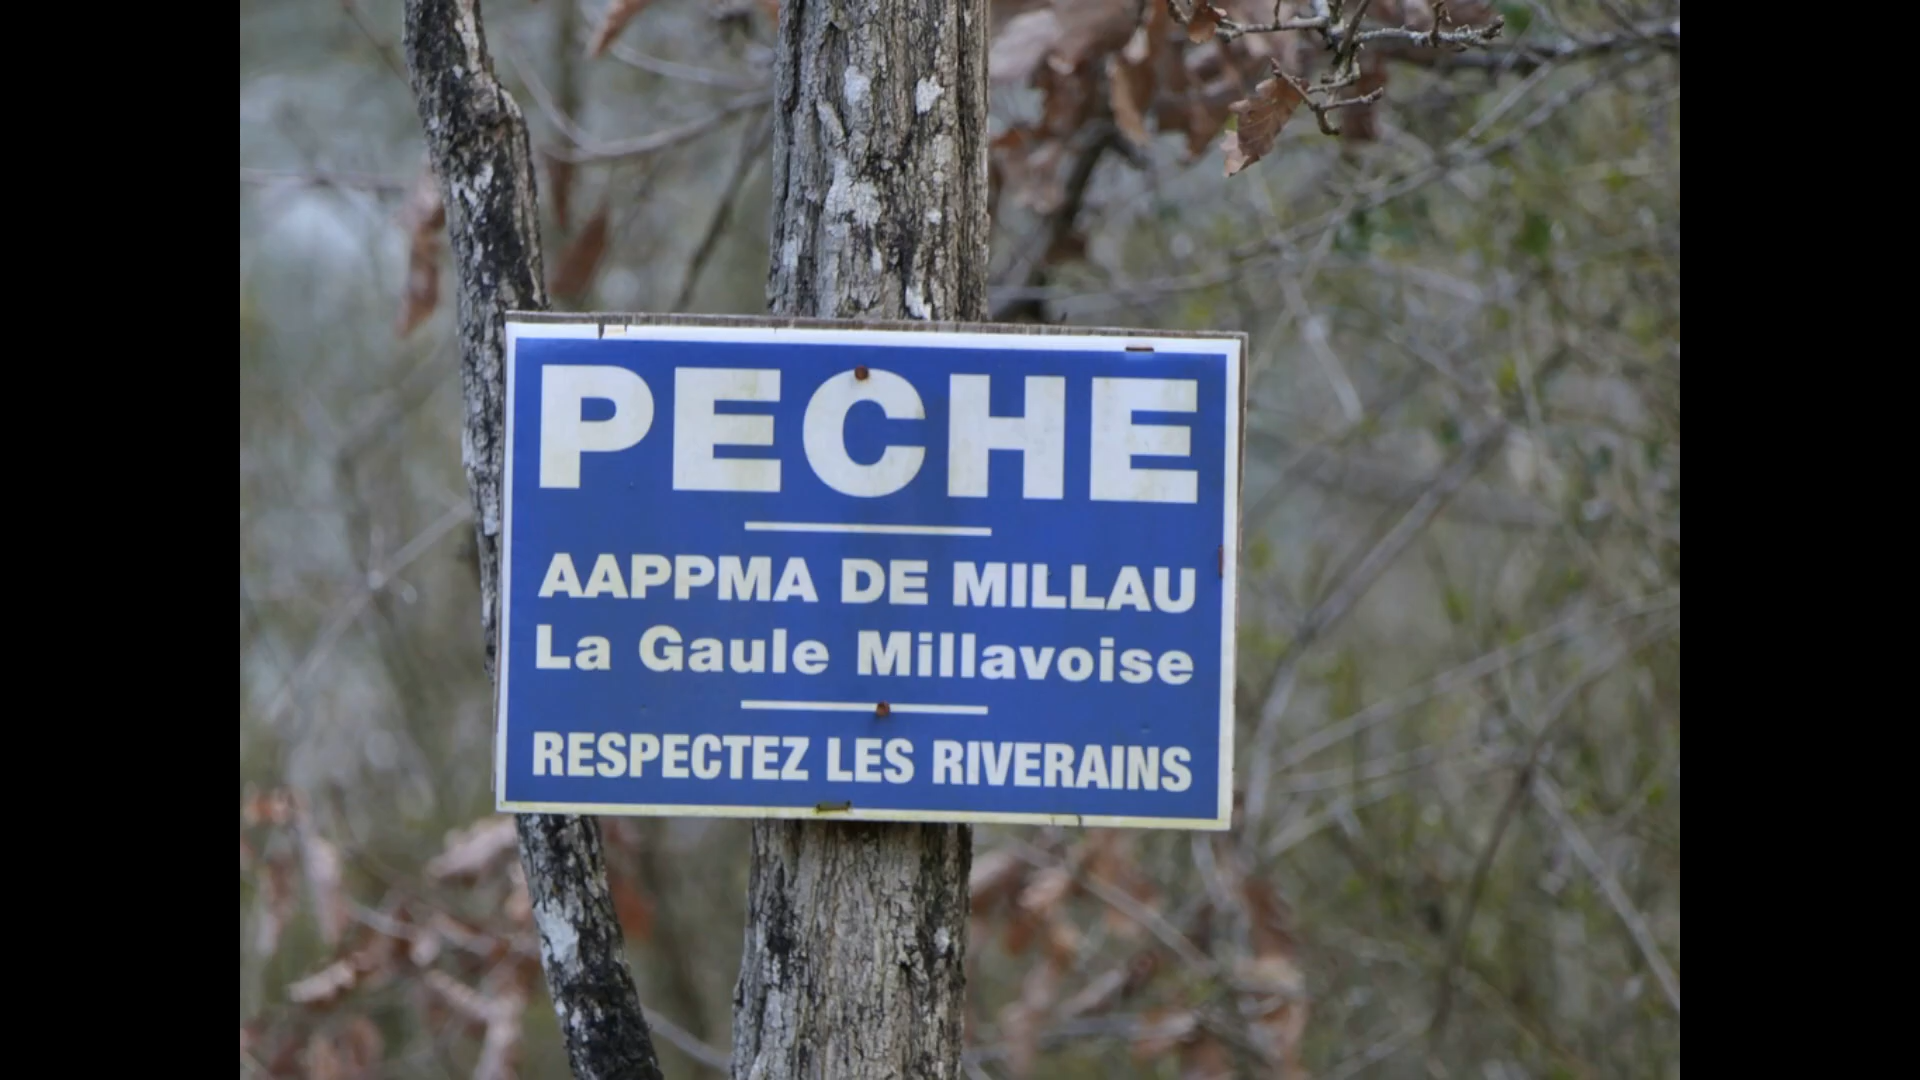 PECHE
AAPPMA DE MILLAU
La Gaule Millavoise
RESPECTEZ LES RIVERAINS